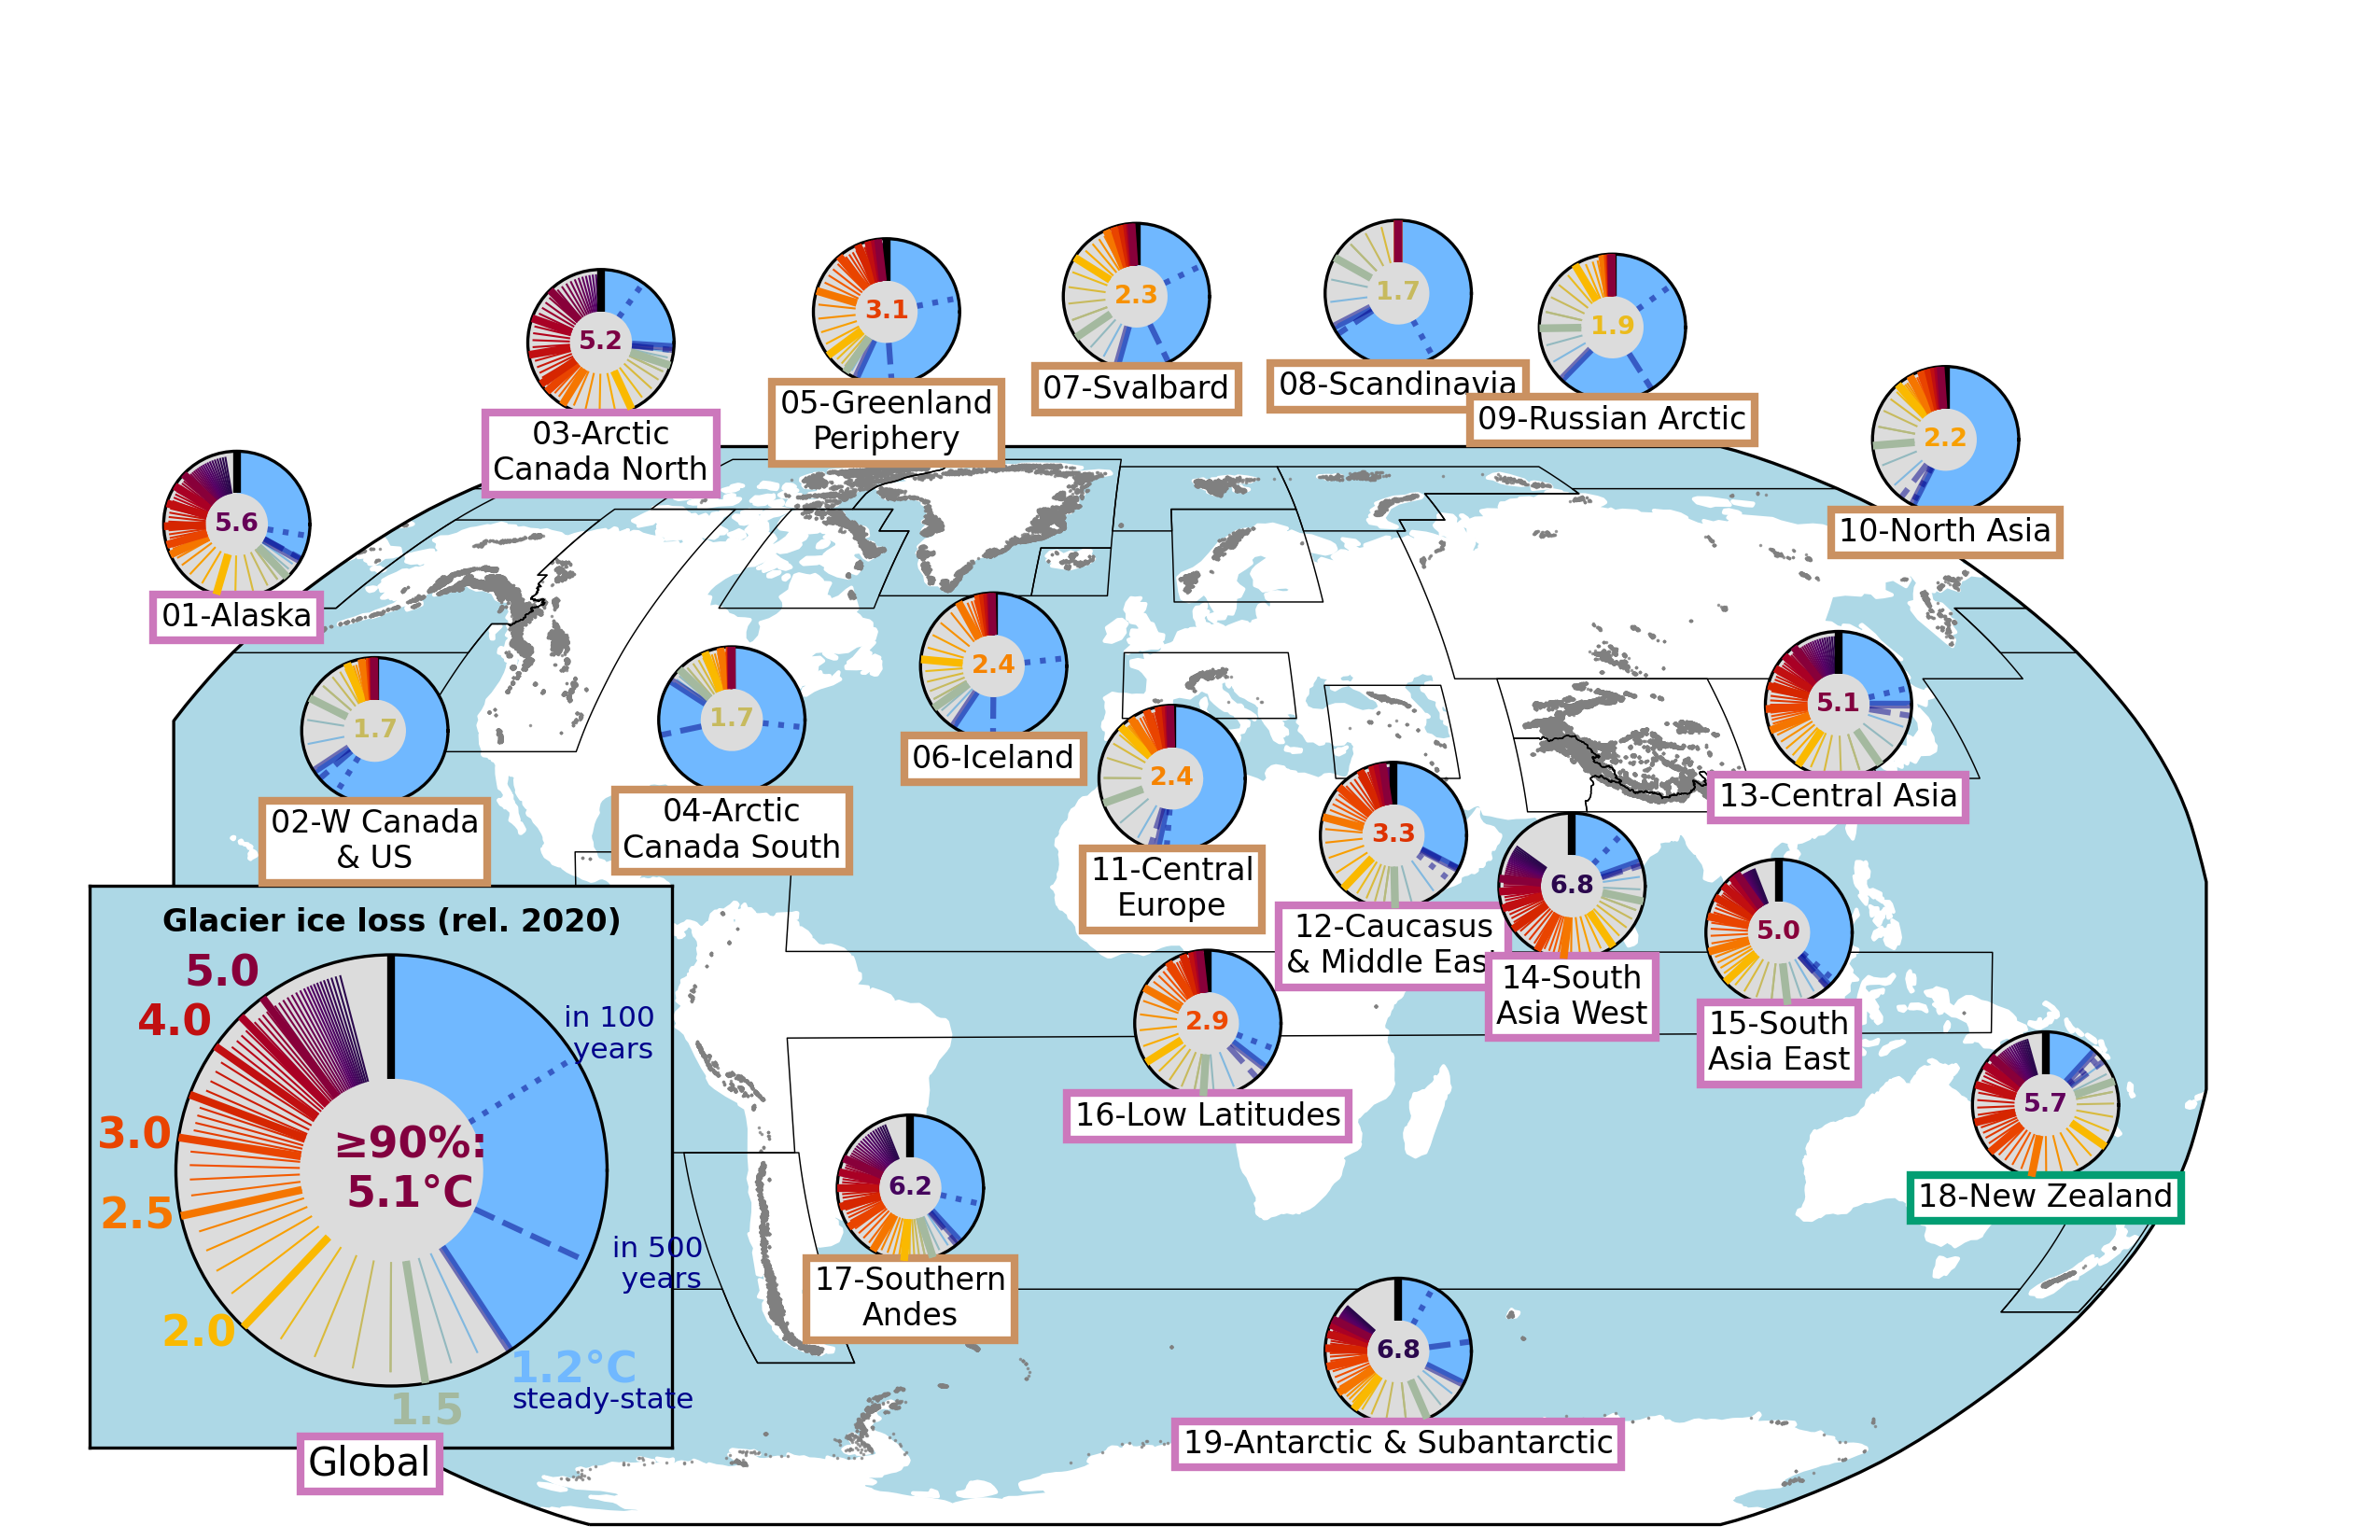 1.7
2.3
1.9
3.1
5.2
08-Scandinavia
07-Svalbard
05-Greenland
Periphery
09-Russian Arctic
2.2
03-Arctic
Canada North
5.6
10-North Asia
01-Alaska
2.4
5.1
1.7
1.7
06-Iceland
2.4
13-Central Asia
02-W Canada
& US
04-Arctic
Canada South
3.3
11-Central
Europe
6.8
12-Caucasus
& Middle Eas
5.0
14-South
Asia West
2.9
15-South
Asia East
16-Low Latitudes
5.7
18-New Zealand
6.2
17-Southern
Andes
6.8
19-Antarctic & Subantarctic
Glacier ice loss (rel. 2020)
5.0
4.0
in 100
years
3.0
≥90%:
5.1°C
2.5
in 500
years
2.0
1.2°C
steady-state
1.5
Global